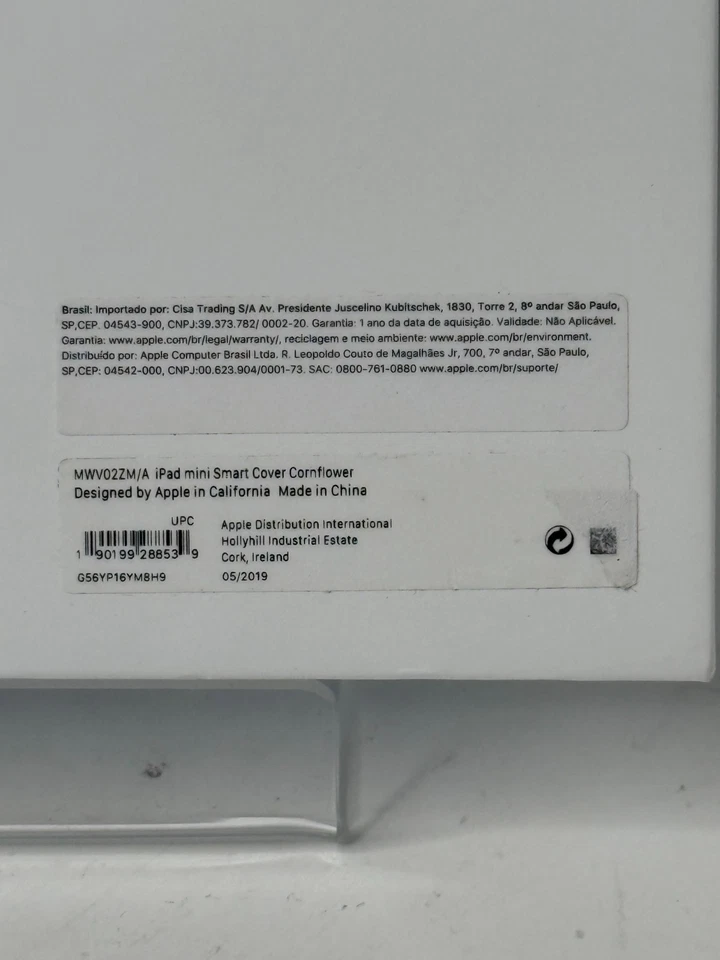 Brasil: Importado por: Cisa Trading S/A Av. Presidente Juscelino Kubitschek, 1830, Torre 2, 8º andar São Paulo,
SP,CEP. 04543-900, CNPJ:39.373.782/ 0002-20. Garantia: 1 ano da data de aquisição. Validade: Não Aplicável.
Garantia: www.apple.com/br/legal/warranty/, reciclagem e meio ambiente: www.apple.com/br/environment.
Distribuído por: Apple Computer Brasil Ltda. R. Leopoldo Couto de Magalhães Jr, 700, 7º andar, São Paulo,
SP,CEP: 04542-000, CNPJ:00.623.904/0001-73. SAC: 0800-761-0880 www.apple.com/br/suporte/
MWV02ZM/A iPad mini Smart Cover Cornflower
Designed by Apple in California Made in China
UPC
1 90199 28853 9
G56YP16YM8H9
Apple Distribution International
Hollyhill Industrial Estate
Cork, Ireland
05/2019